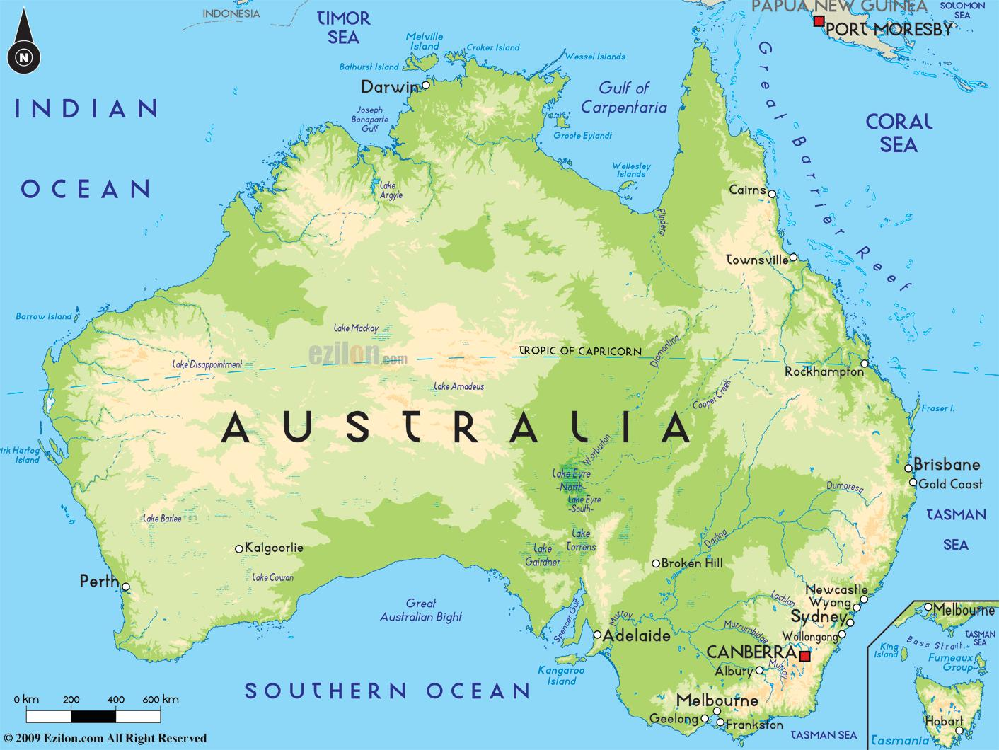 INDONESIA
TIMOR
SEA
PAPUA NEW GUINEA
SOLOMON
SEA
PORT MORESBY
N
Melville
Island
Croker Island
Wessel Islands
Bathurst Island
Darwin
Gulf of
Carpentaria
Great Barrier Reef
INDIAN
OCEAN
Joseph
Bonaparte
Gulf
Groote Eylandt
CORAL
SEA
Wellesley
Islands
Lake
Argyle
Cairns
Flinders
Townsville
Barrow Island
Lake Mackay
ezilon.com
TROPIC OF CAPRICORN
Diamantina
Lake Disappointment
Rockhampton
Lake Amadeus
Cooper Creek
Fraser I.
AUSTRALIA
irk Hartog
Island
Warburton
Lake Eyre
-North-
Lake Eyre
-South-
Brisbane
Gold Coast
Dumaresq
TASMAN
SEA
Lake Barlee
Lake
Torrens
Darling
Kalgoorlie
Lake
Gairdner
Broken Hill
Lake Cowan
Perth
Newcastle
Wyong
Lachlan
Sydney
Great
Australian Bight
Spencer Gulf
Murray
Murrumbidge
Wollongong
Adelaide
CANBERRA
Kangaroo
Island
Albury
Murray
SOUTHERN OCEAN
Melbourne
Geelong
Frankston
TASMAN SEA
Melbourne
Bass Strait
TASMAN
SEA
King
Island
Furneaux
Group
Hobart
Tasmania
0 km 200 400 600 km
© 2009 Ezilon.com All Right Reserved